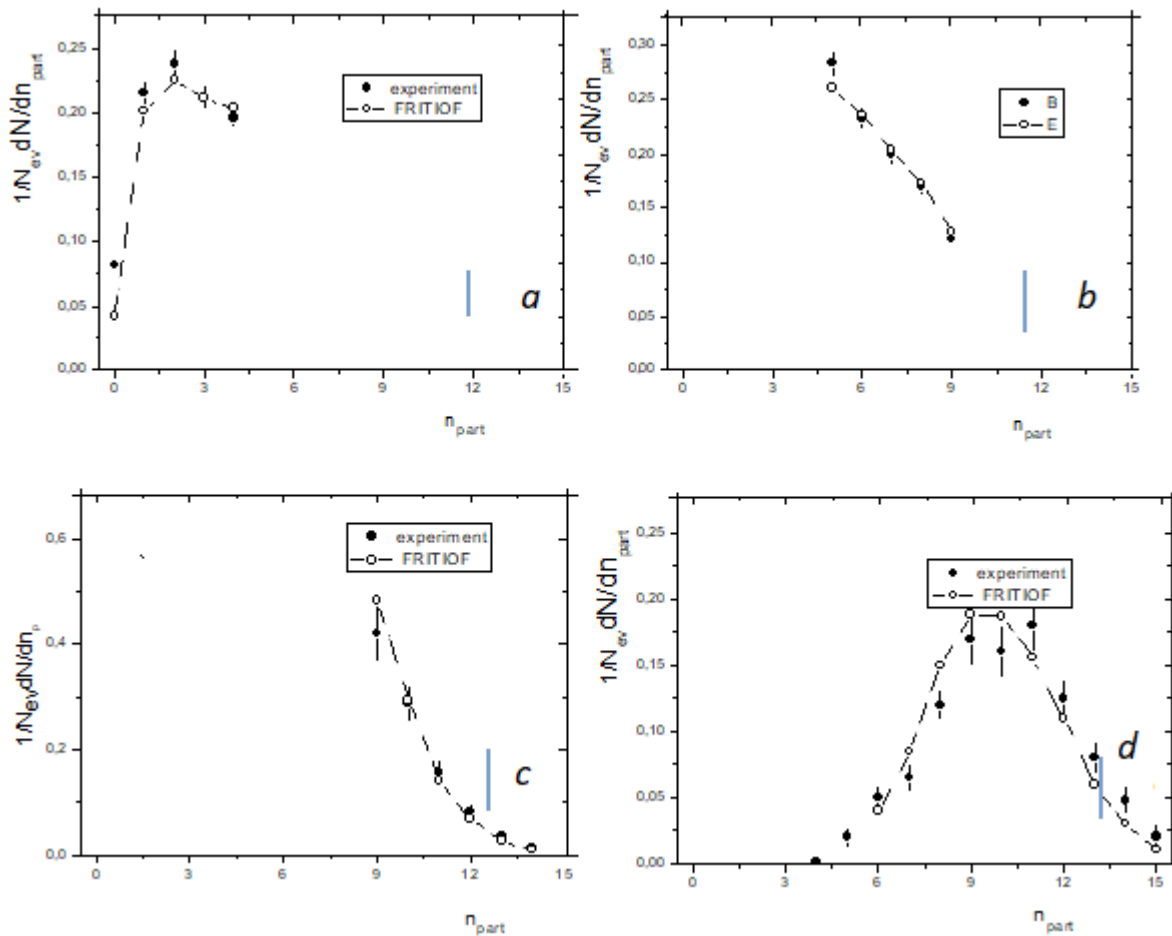 1/N_ev dN/dn_part
0,25
0,20
0,15
0,10
0,05
0,00
experiment
FRITIOF
a
0 3 6 9 12 15
n_part
1/N_ev dN/dn_part
0,30
0,25
0,20
0,15
0,10
0,05
0,00
B
E
b
0 3 6 9 12 15
n_part
1/N_ev dN/dn_p
0,6
0,4
0,2
0,0
experiment
FRITIOF
c
0 3 6 9 12 15
n_part
1/N_ev dN/dn_part
0,25
0,20
0,15
0,10
0,05
0,00
experiment
FRITIOF
d
0 3 6 9 12 15
n_part